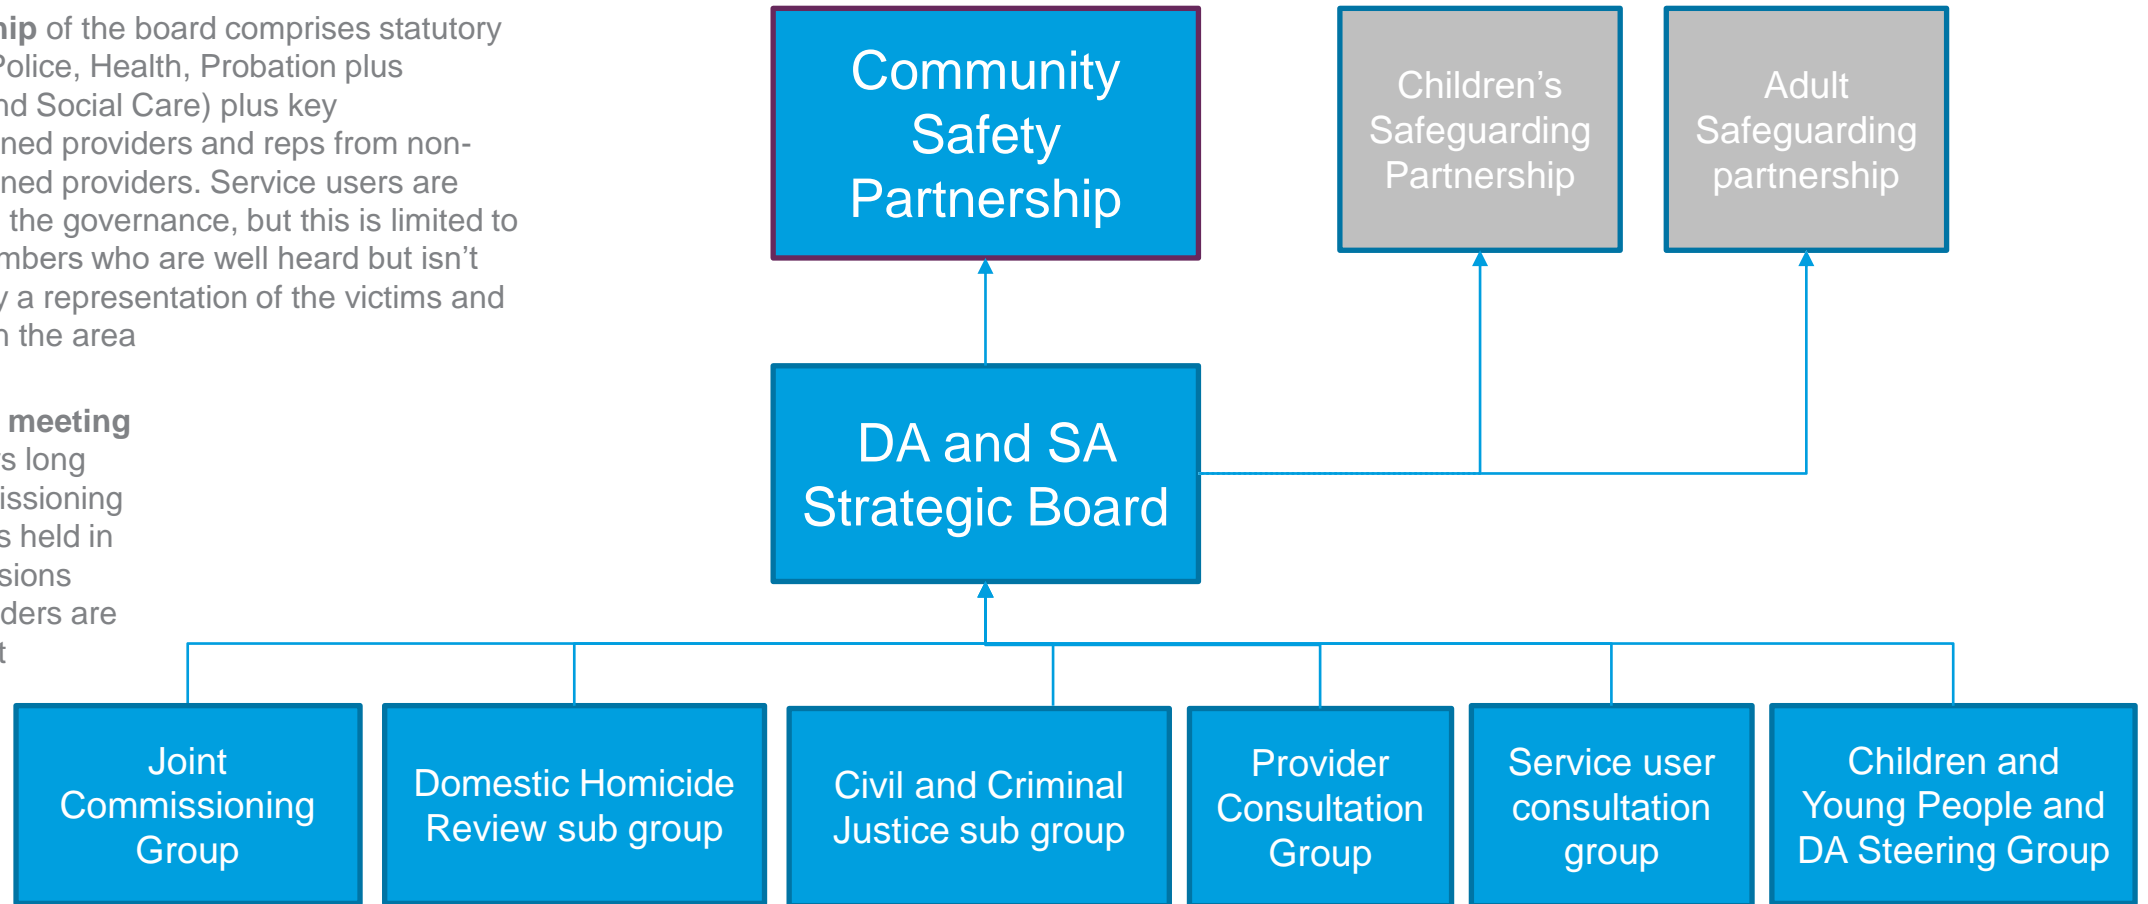 hip of the board comprises statutory
Police, Health, Probation plus
nd Social Care) plus key
ned providers and reps from non-
ned providers. Service users are
the governance, but this is limited to
mbers who are well heard but isn’t
y a representation of the victims and
n the area
meeting
rs long
issioning
s held in
sions
ders are
t
Community
Safety
Partnership
Children’s
Safeguarding
Partnership
Adult
Safeguarding
partnership
DA and SA
Strategic Board
Joint
Commissioning
Group
Domestic Homicide
Review sub group
Civil and Criminal
Justice sub group
Provider
Consultation
Group
Service user
consultation
group
Children and
Young People and
DA Steering Group